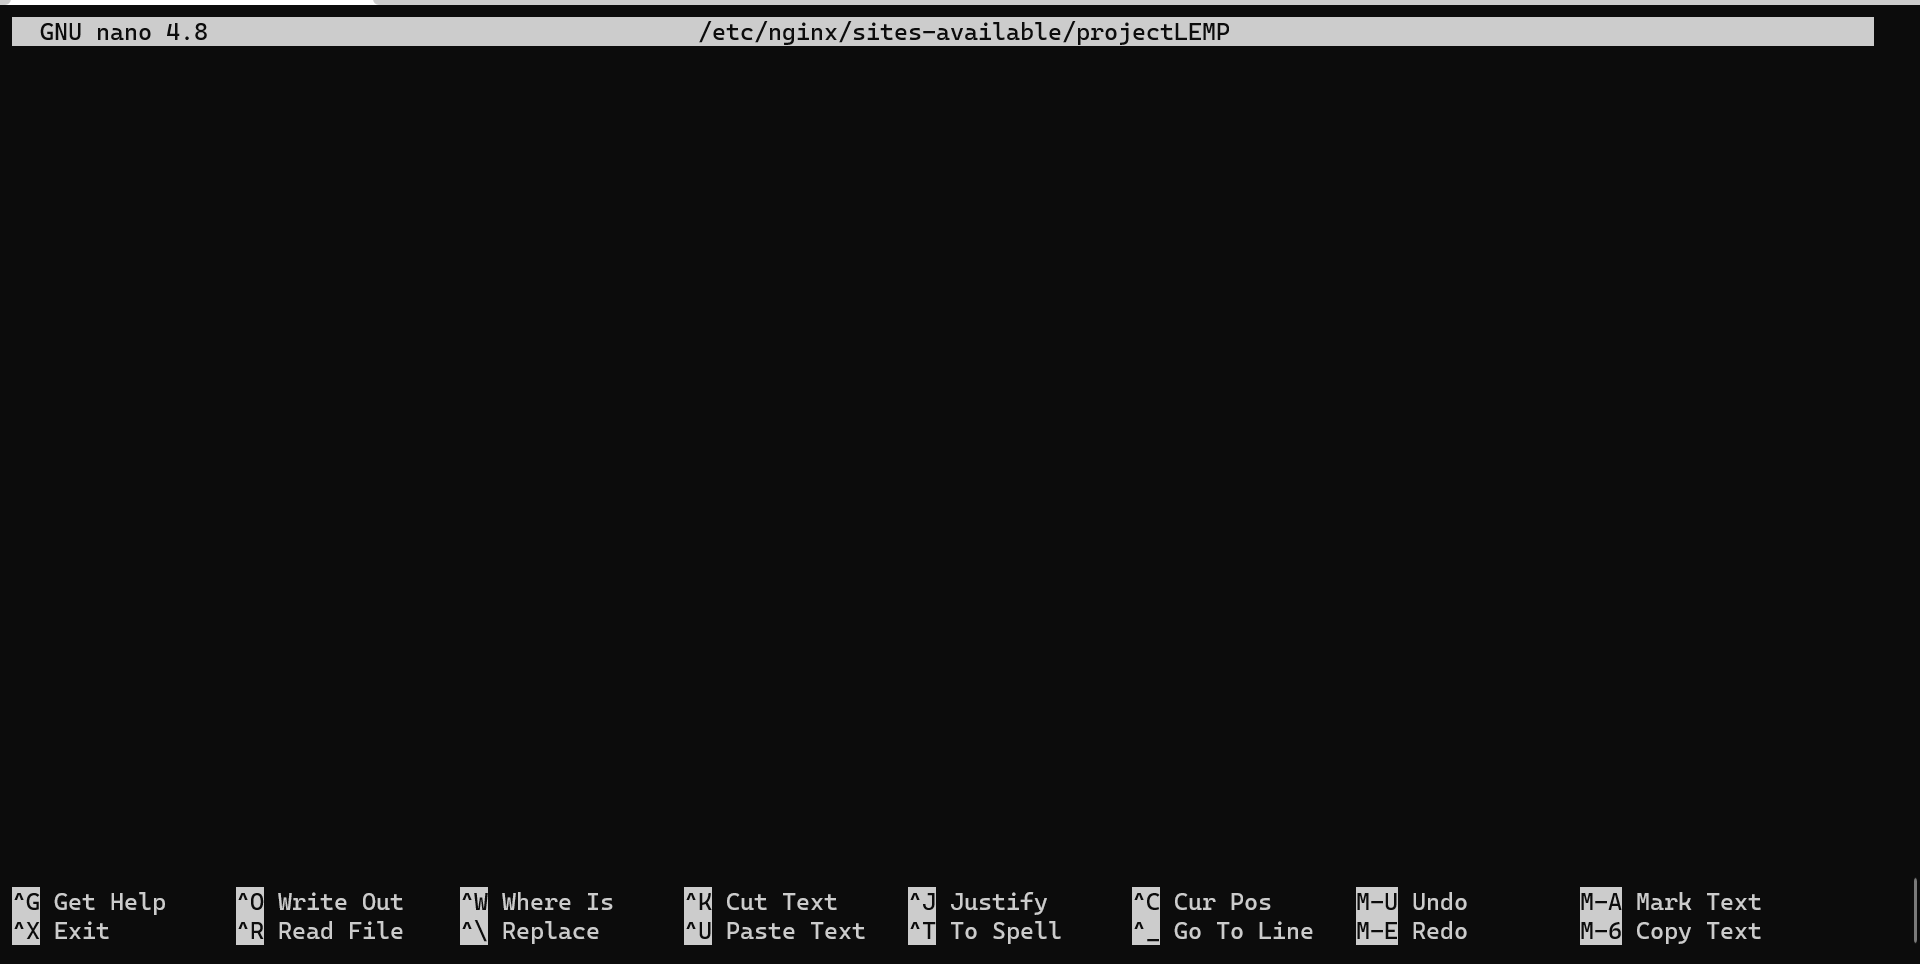 GNU nano 4.8 /etc/nginx/sites-available/projectLEMP
^G Get Help ^O Write Out ^W Where Is ^K Cut Text ^J Justify ^C Cur Pos M-U Undo M-A Mark Text
^X Exit ^R Read File ^\ Replace ^U Paste Text ^T To Spell ^_ Go To Line M-E Redo M-6 Copy Text